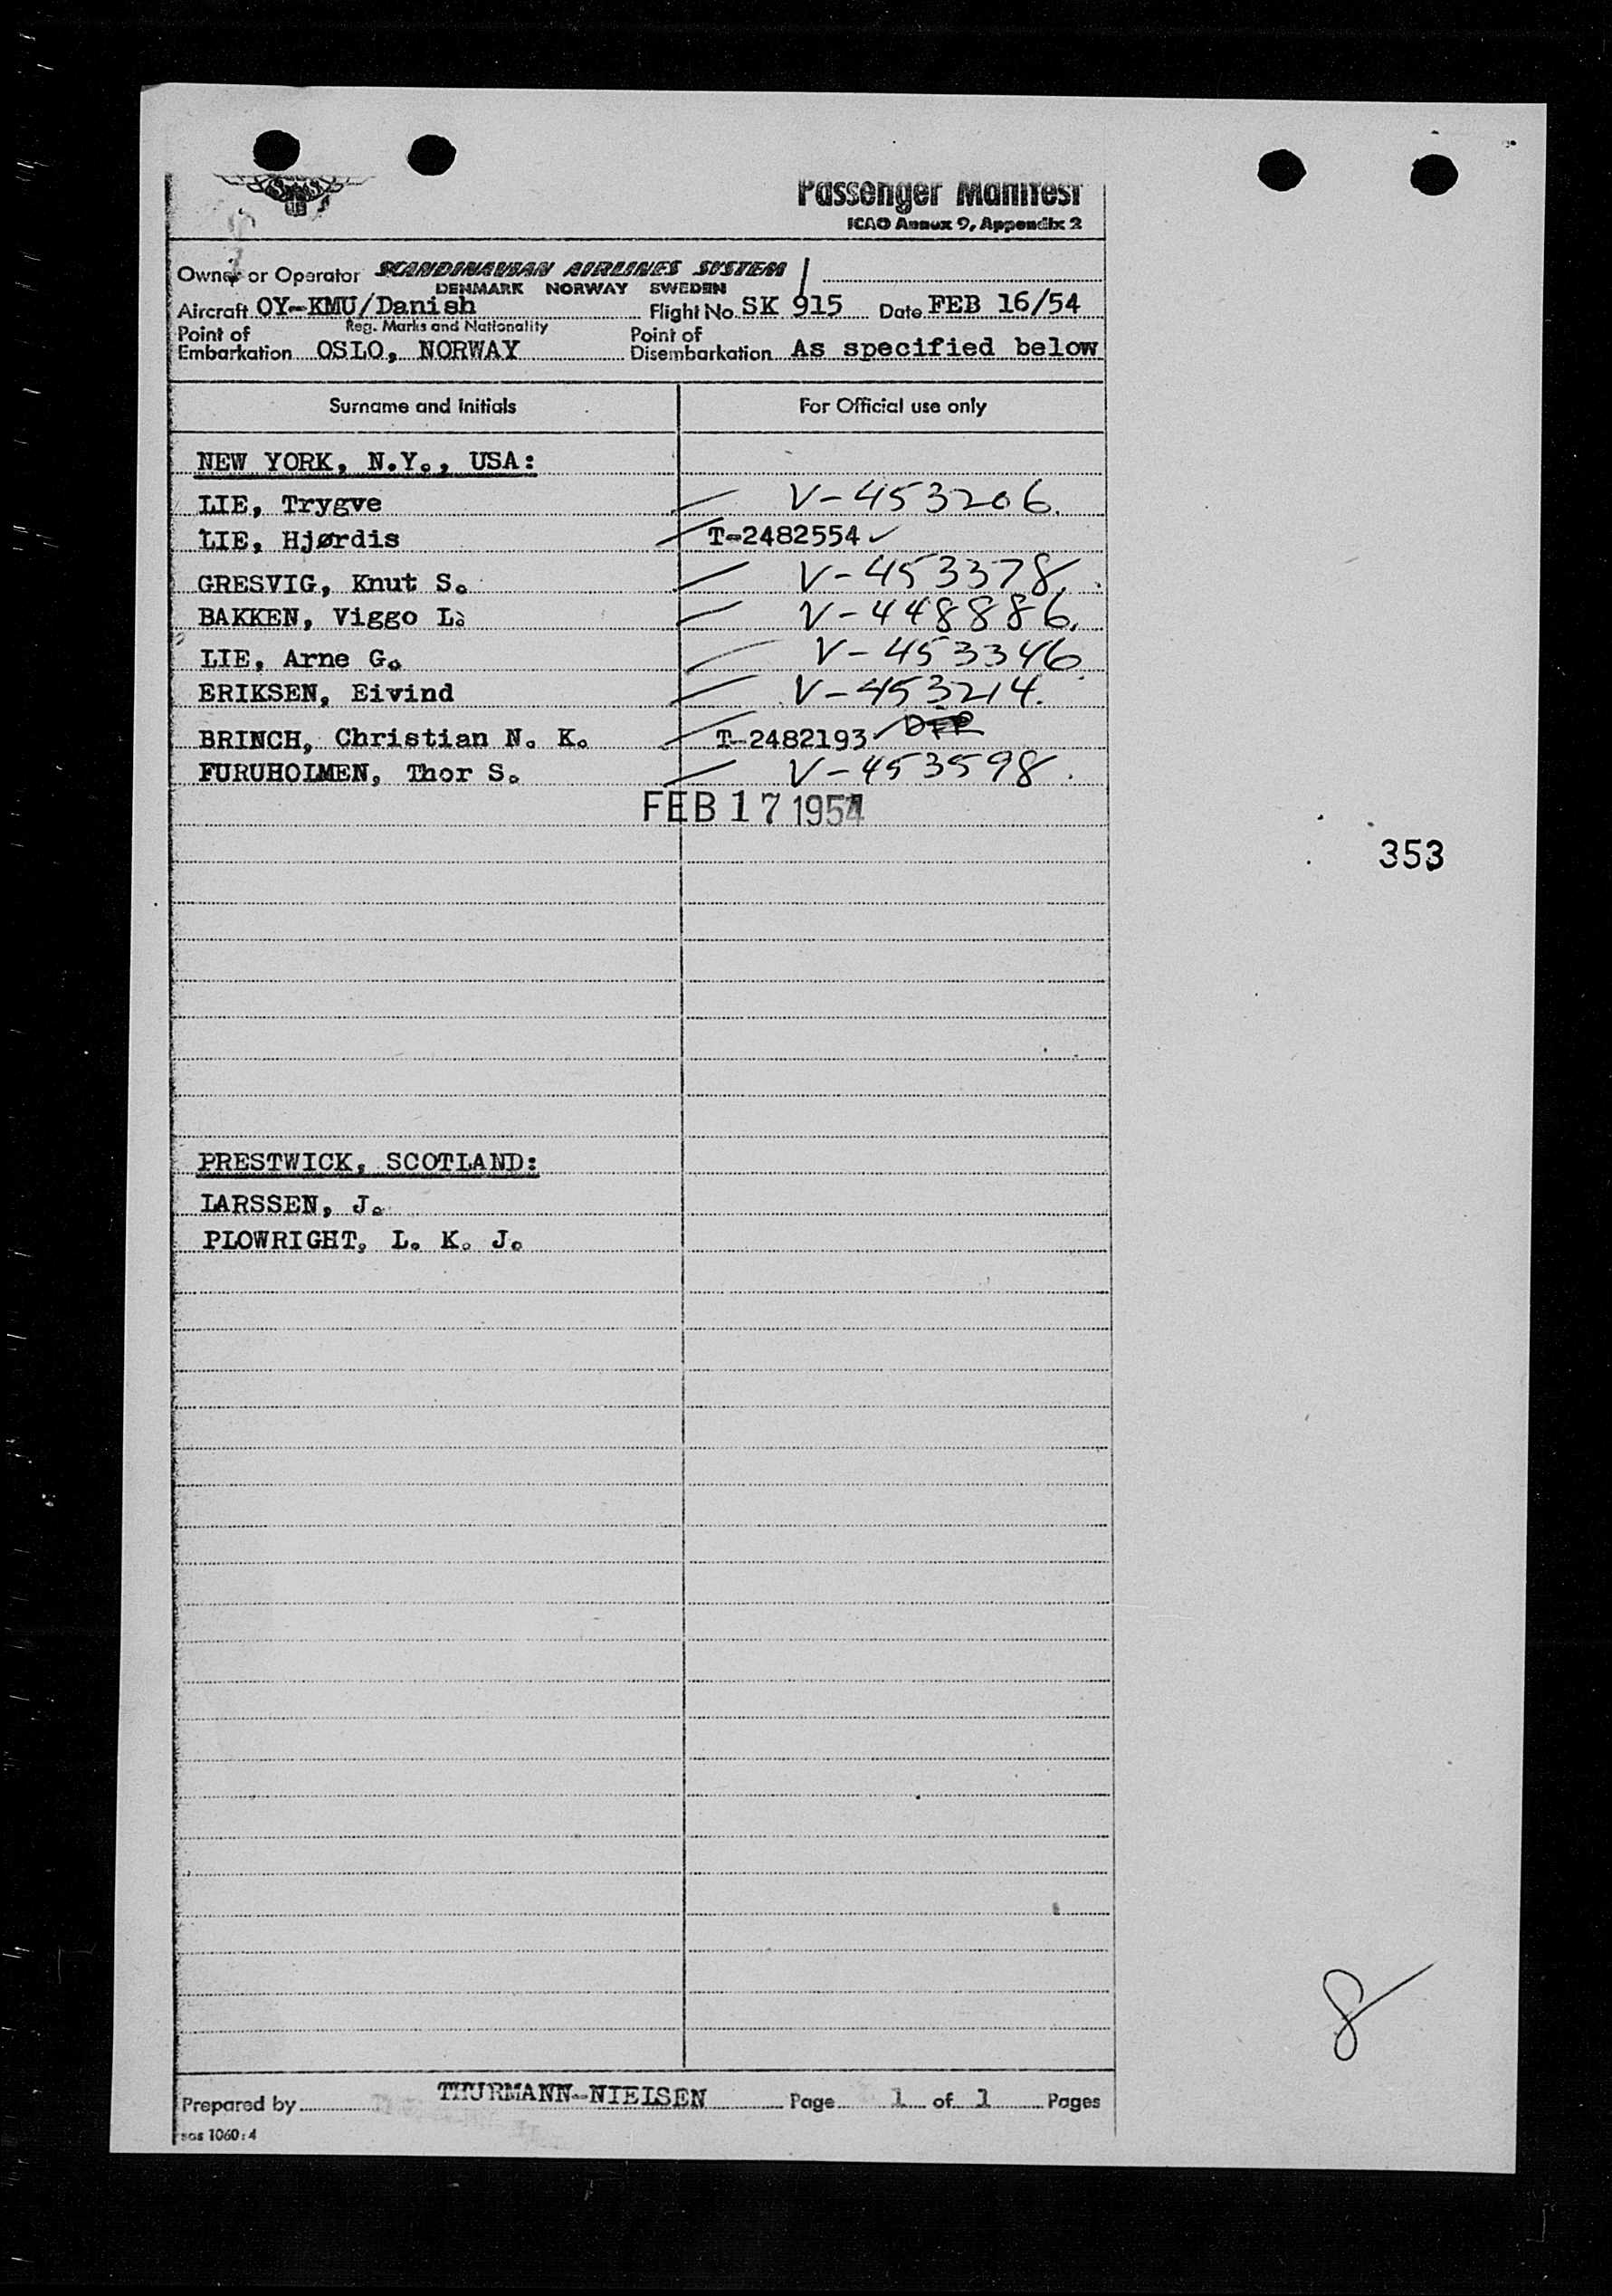 SAS
Passenger Manifest
ICAO Annex 9, Appendix 2
Owner or Operator SCANDINAVIAN AIRLINES SYSTEM
DENMARK NORWAY SWEDEN
Aircraft OY-KMU/Danish Flight No. SK 915 Date FEB 16/54
Reg. Marks and Nationality
Point of Embarkation OSLO, NORWAY Point of Disembarkation As specified below
Surname and Initials For Official use only
NEW YORK, N.Y., USA:
LIE, Trygve V-453206.
LIE, Hjørdis T-2482554 ✓
GRESVIG, Knut S. V-453378.
BAKKEN, Viggo L. V-448886.
LIE, Arne G. V-453346
ERIKSEN, Eivind V-453214.
BRINCH, Christian N. K. T-2482193 ✓
FURUHOLMEN, Thor S. V-453598.
FEB 17 1954
353
PRESTWICK, SCOTLAND:
LARSSEN, J.
PLOWRIGHT, L. K. J.
8
Prepared by THURMANN-NIELSEN Page 1 of 1 Pages
sas 1060:4